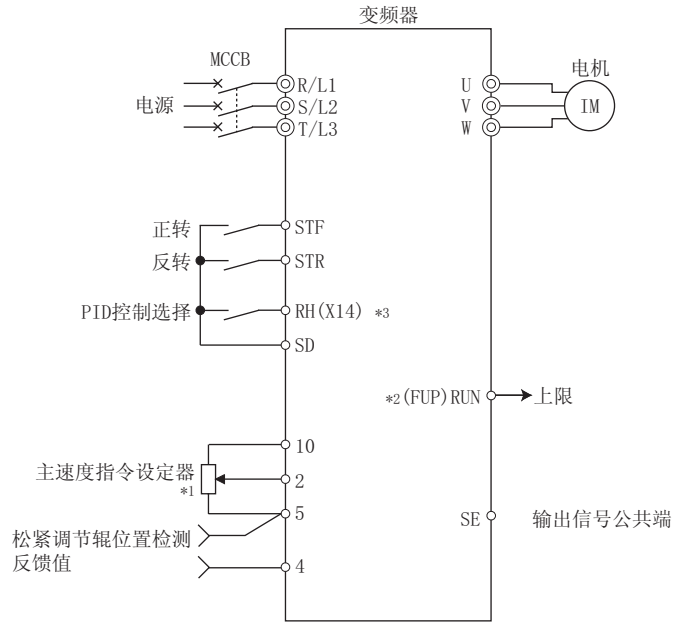 变频器
MCCB
电源
R/L1
S/L2
T/L3
U
V
W
电机
IM
正转
STF
反转
STR
PID控制选择
RH(X14) *3
SD
*2(FUP)RUN
上限
10
主速度指令设定器
*1
2
5
SE
输出信号公共端
松紧调节辊位置检测
反馈值
4